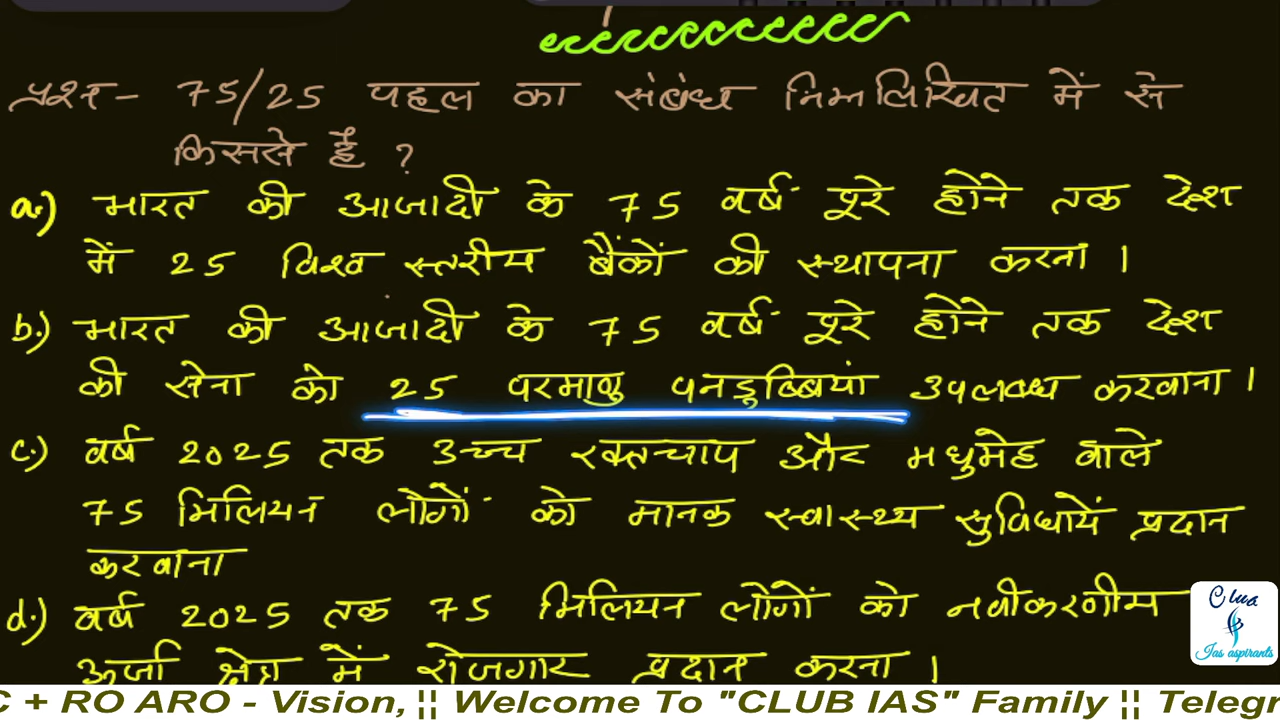 प्रश्न- 75/25 पहल का संबंध निम्नलिखित में से
किससे है ?
a.) भारत की आजादी के 75 वर्ष पूरे होंने तक देश
में 25 विश्व स्तरीय बैंकों की स्थापना करना ।
b.) भारत की आजादी के 75 वर्ष पूरे होंने तक देश
की सेना को 25 परमाणु पनडुब्बियां उपलब्ध करवाना ।
c.) वर्ष 2025 तक उच्च रक्तचाप और मधुमेह वाले
75 मिलियन लोगों को मानक स्वास्थ्य सुविधायें प्रदान
करवाना
d.) वर्ष 2025 तक 75 मिलियन लोगों को नवीकरणीय
ऊर्जा क्षेत्र में रोजगार प्रदान करना ।
Club
Ias aspirants
C + RO ARO - Vision, ¦¦ Welcome To "CLUB IAS" Family ¦¦ Telegr